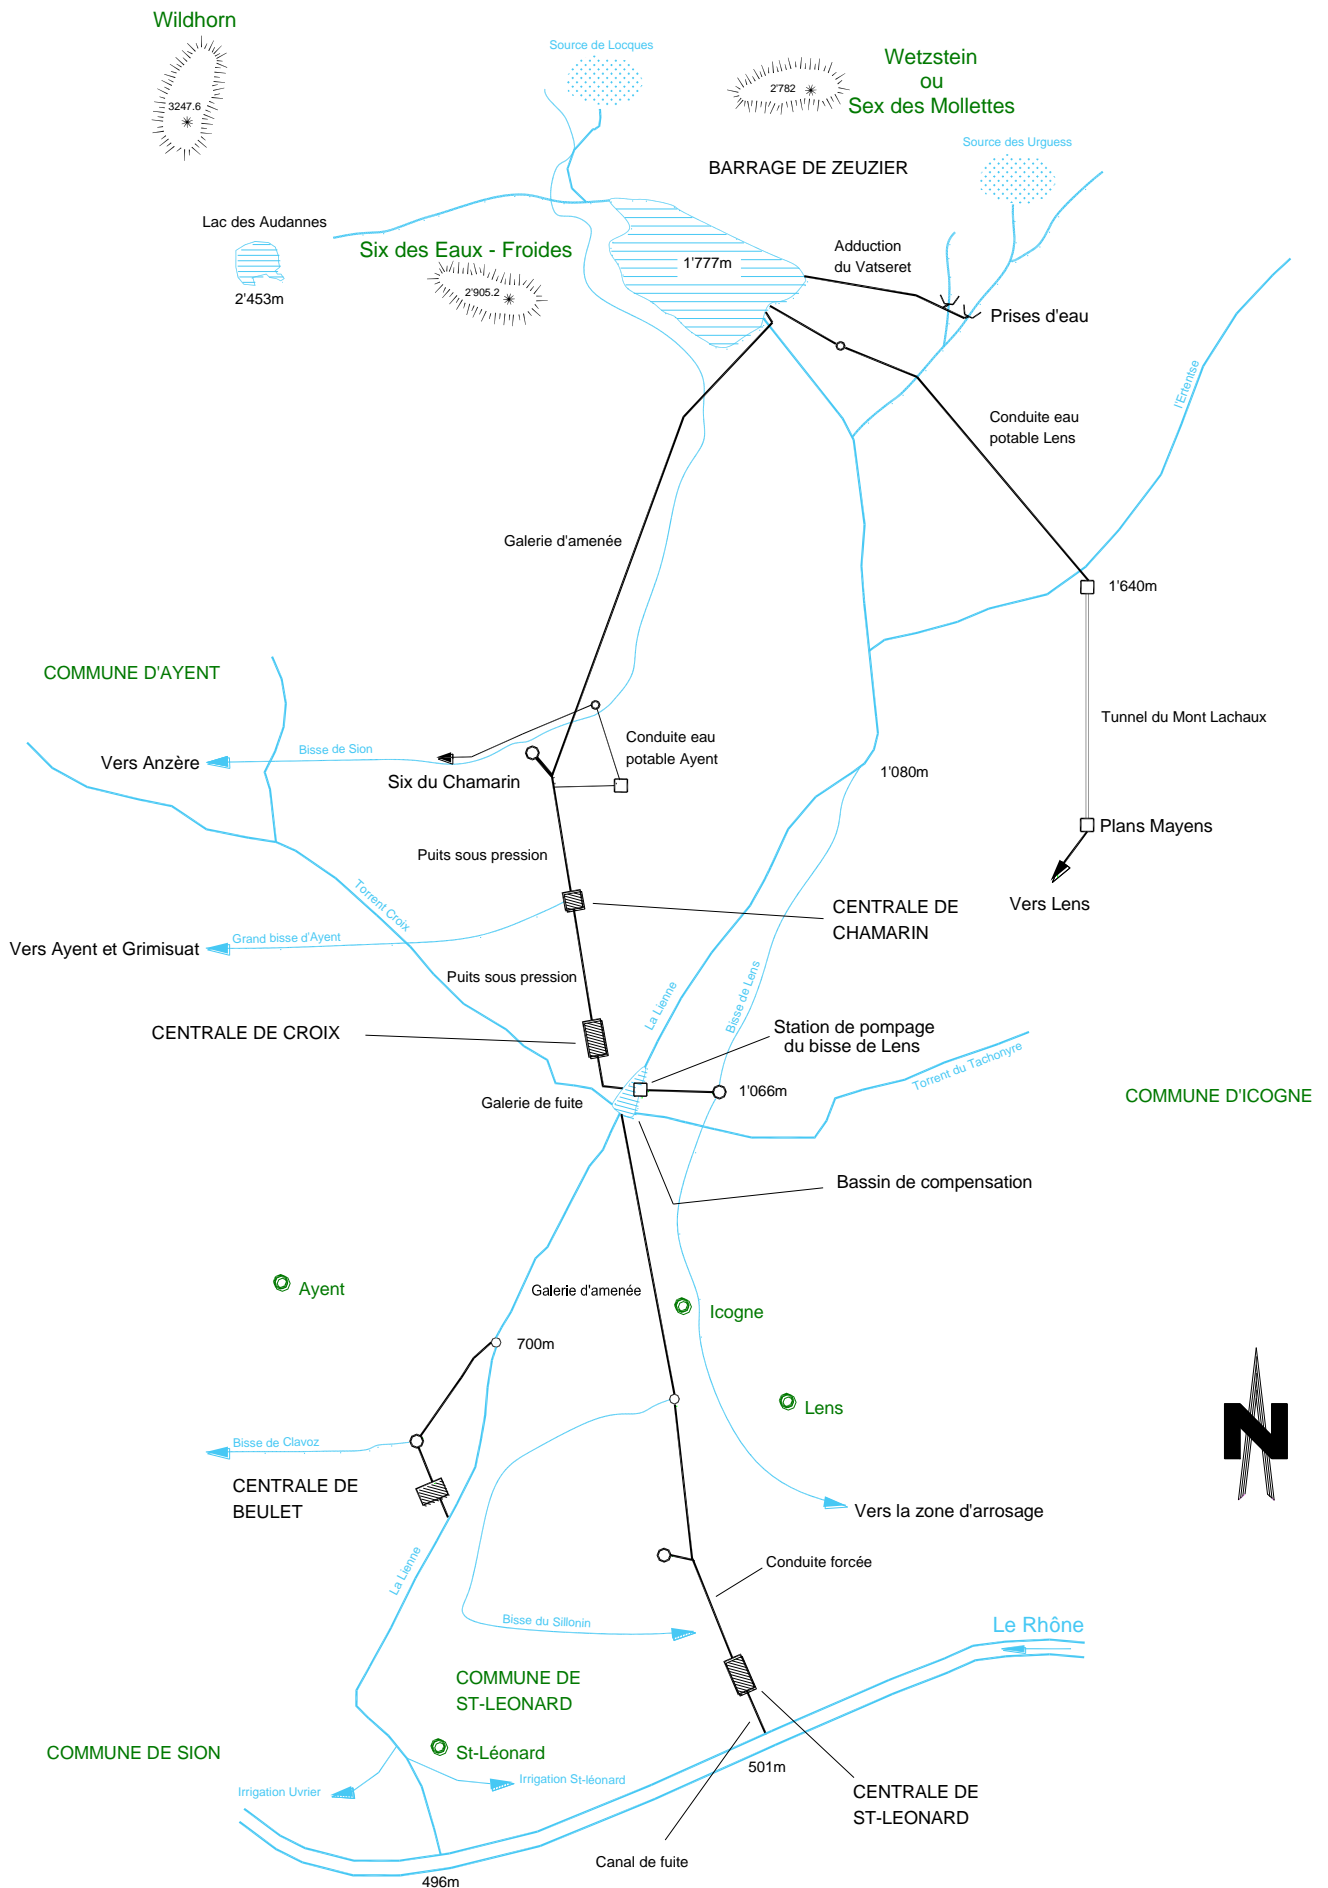 Wildhorn
3247.6
Source de Locques
Wetzstein
ou
Sex des Mollettes
2'782
BARRAGE DE ZEUZIER
Source des Urguess
Lac des Audannes
2'453m
Six des Eaux - Froides
2'905.2
1'777m
Adduction
du Vatseret
Prises d'eau
l'Ertentse
Conduite eau
potable Lens
Galerie d'amenée
1'640m
COMMUNE D'AYENT
Tunnel du Mont Lachaux
Vers Anzère
Bisse de Sion
Six du Chamarin
Conduite eau
potable Ayent
1'080m
Plans Mayens
Vers Lens
Puits sous pression
Torrent Croix
CENTRALE DE
CHAMARIN
Grand bisse d'Ayent
Vers Ayent et Grimisuat
Puits sous pression
La Lienne
Bisse de Lens
CENTRALE DE CROIX
Station de pompage
du bisse de Lens
Torrent du Tachonyre
1'066m
Galerie de fuite
COMMUNE D'ICOGNE
Bassin de compensation
Ayent
Galerie d'amenée
Icogne
700m
Lens
N
Bisse de Clavoz
CENTRALE DE
BEULET
Vers la zone d'arrosage
La Lienne
Conduite forcée
Bisse du Sillonin
Le Rhône
COMMUNE DE
ST-LEONARD
COMMUNE DE SION
St-Léonard
501m
Irrigation Uvrier
Irrigation St-léonard
CENTRALE DE
ST-LEONARD
Canal de fuite
496m